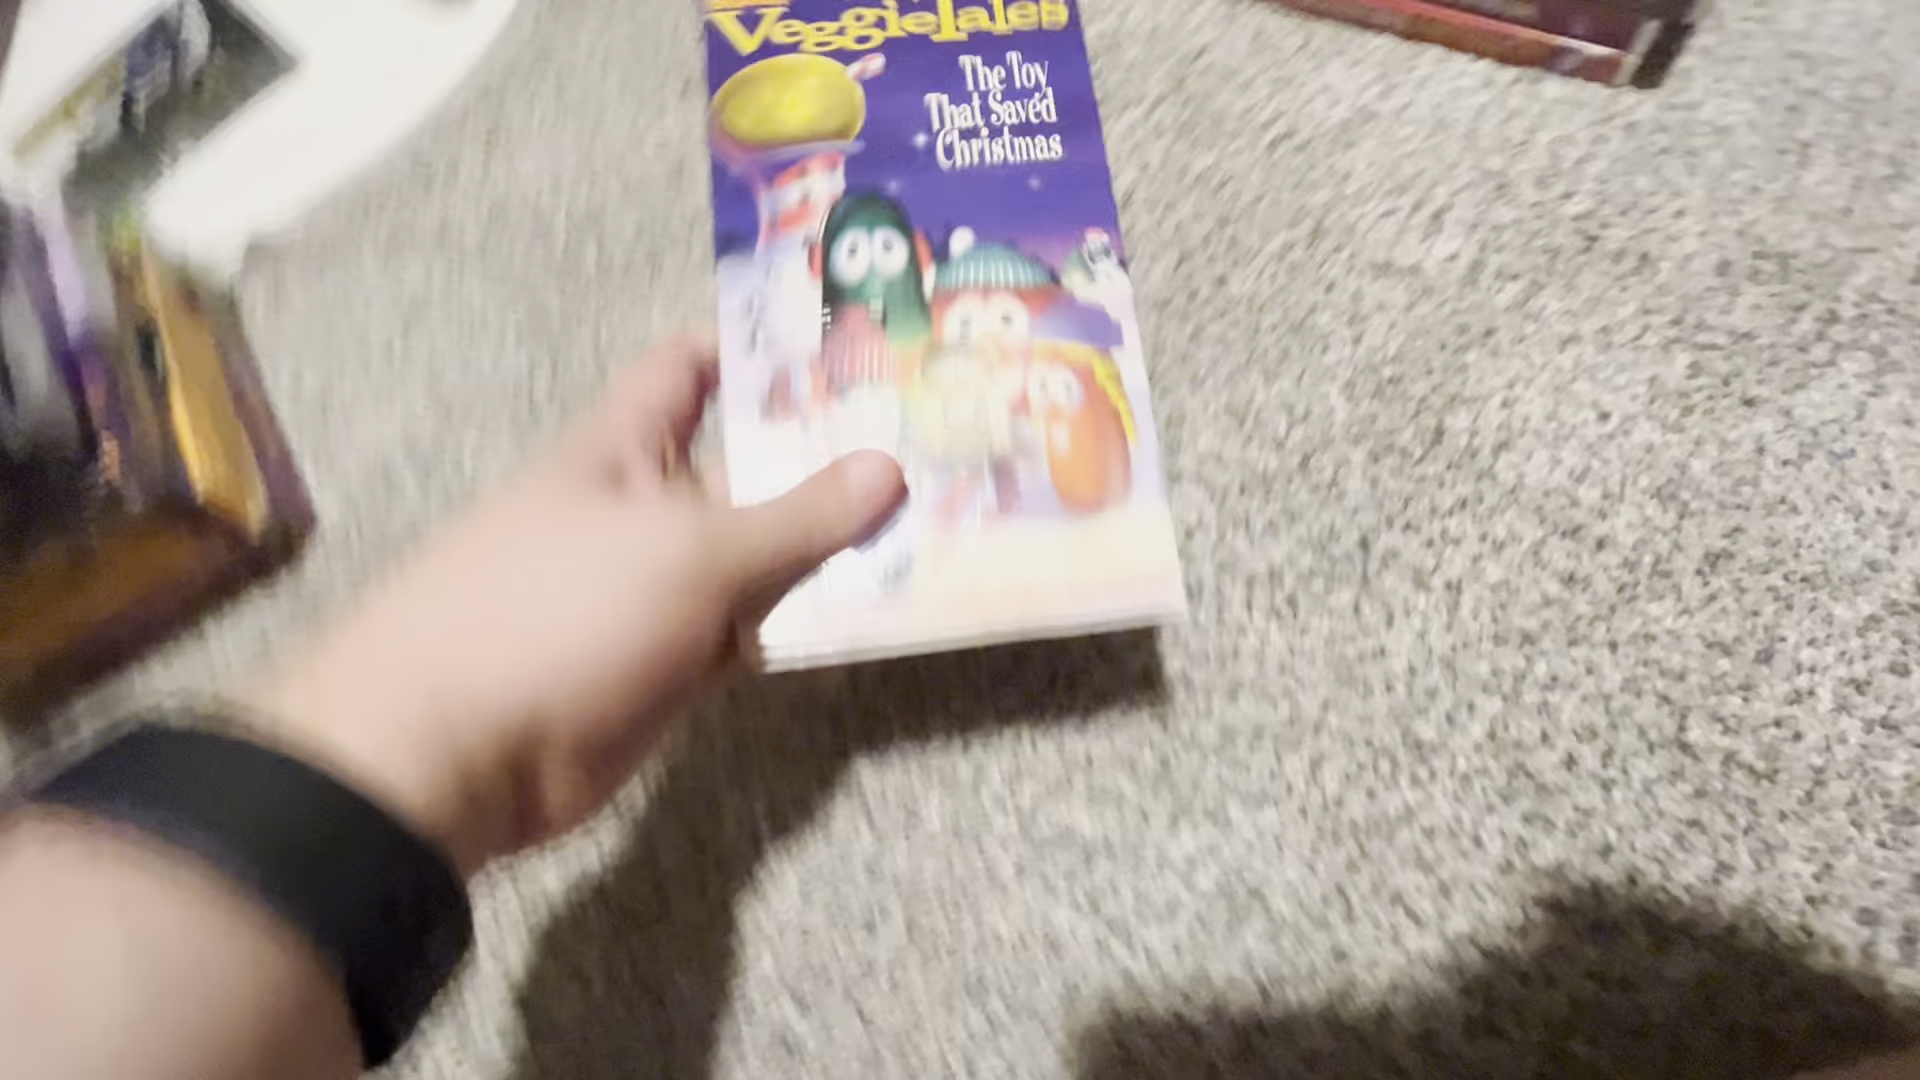 VeggieTales
The Toy
That Saved
Christmas